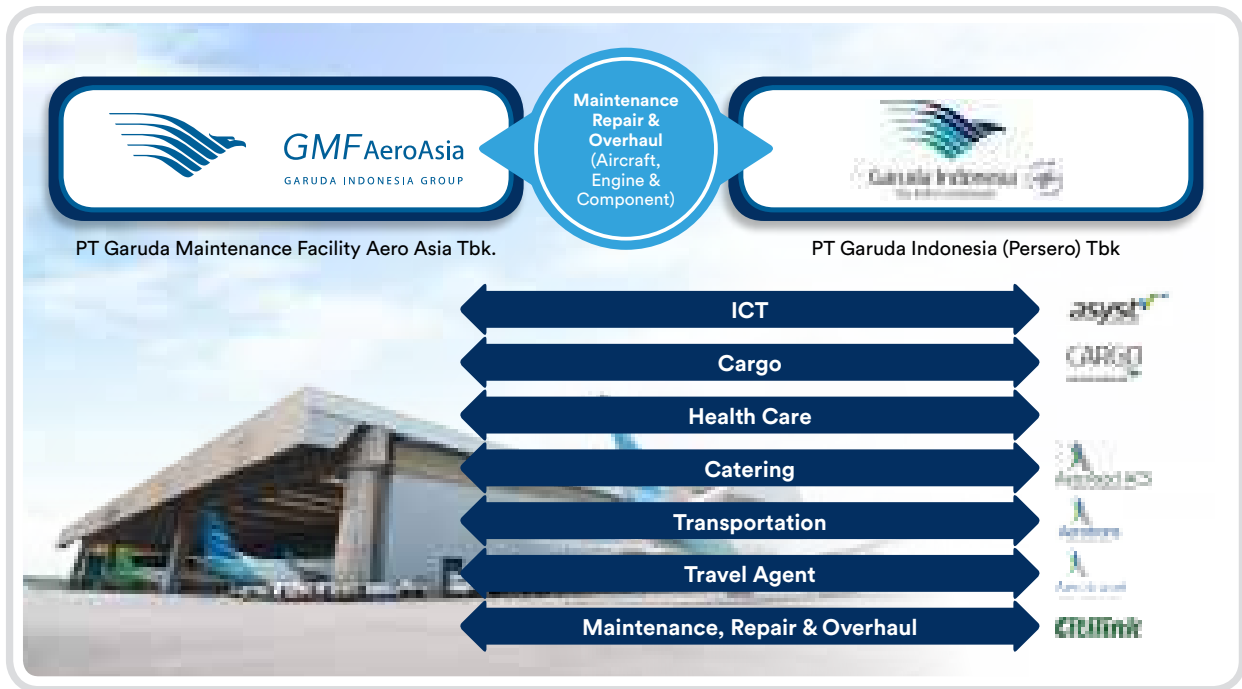 GMF AeroAsia
GARUDA INDONESIA GROUP
Maintenance
Repair &
Overhaul
(Aircraft,
Engine &
Component)
Garuda Indonesia
PT Garuda Maintenance Facility Aero Asia Tbk.
PT Garuda Indonesia (Persero) Tbk
ICT
asyst
Cargo
CARGO
Health Care
Catering
Aerofood ACS
Transportation
Travel Agent
Maintenance, Repair & Overhaul
Citilink